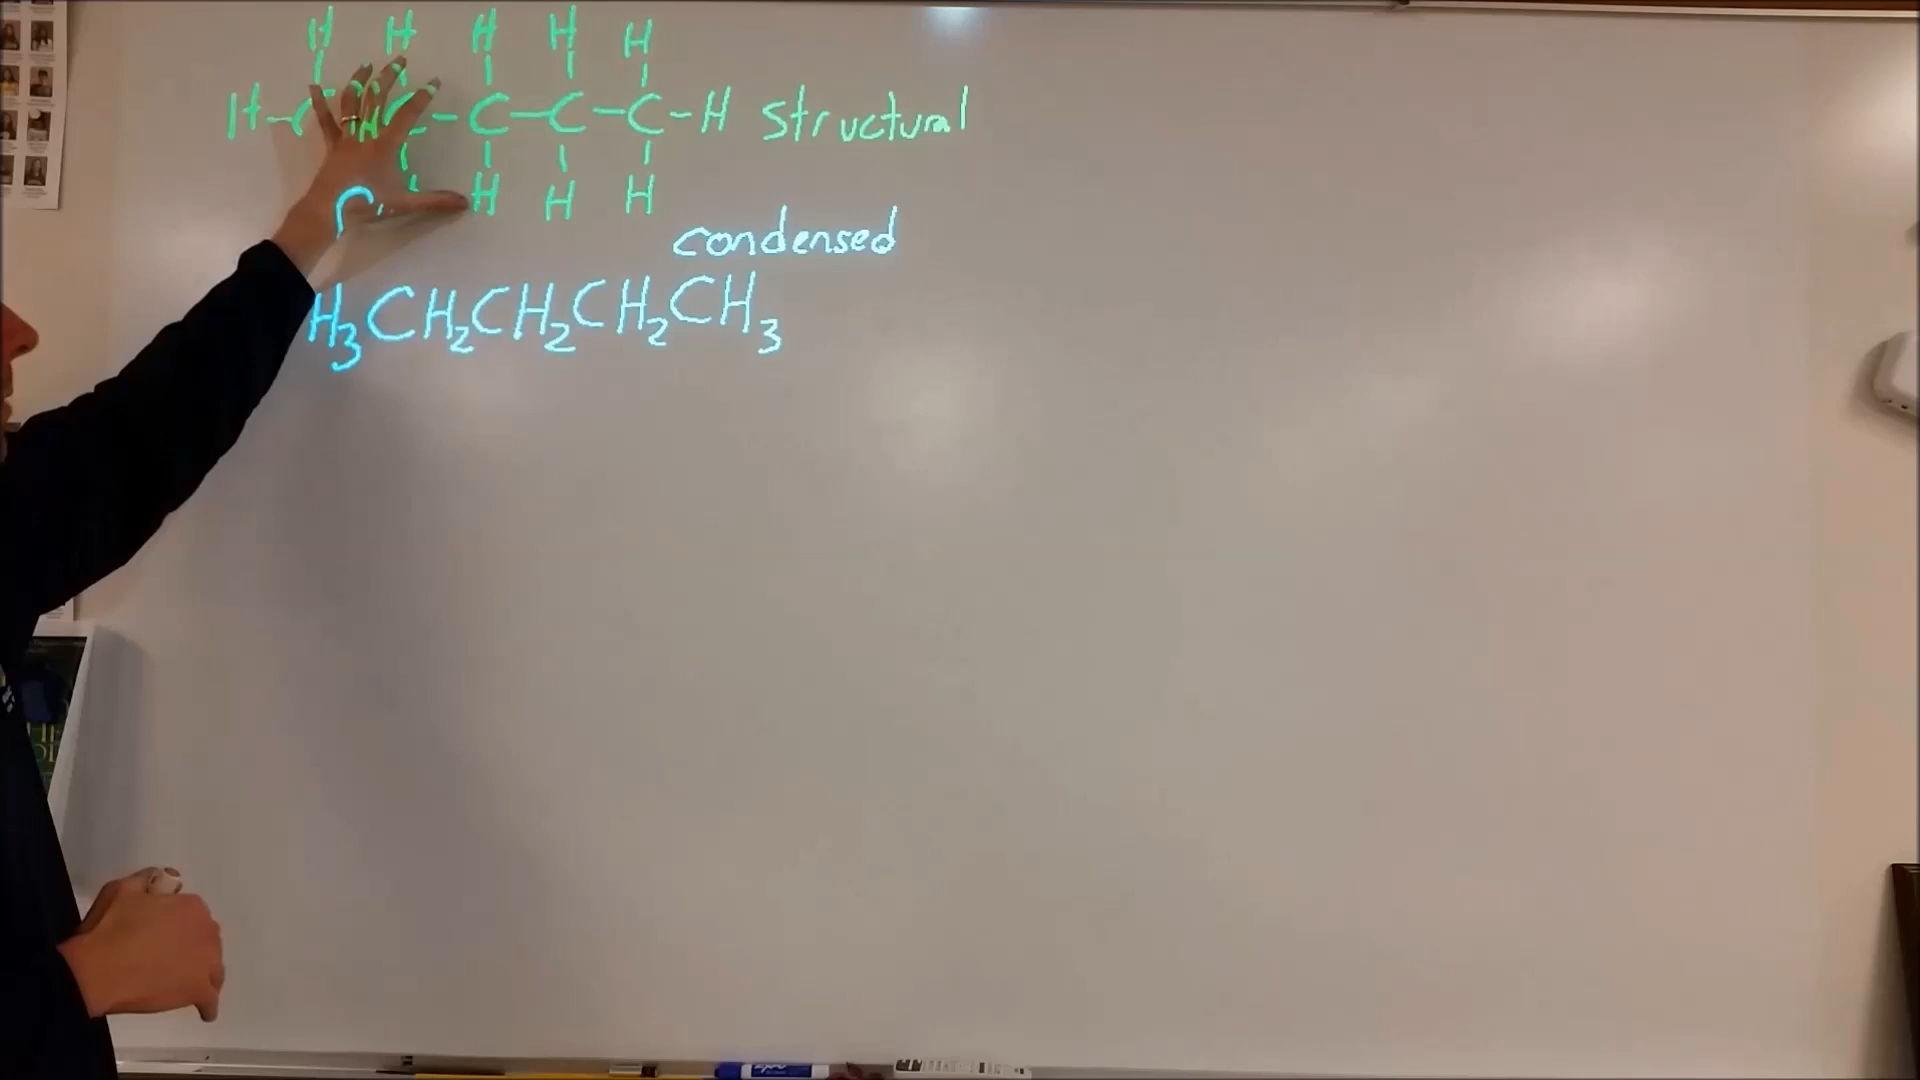 H H H H H
H-C C-C-C-C-H Structural
H H H
condensed
H3CH2CH2CH2CH3